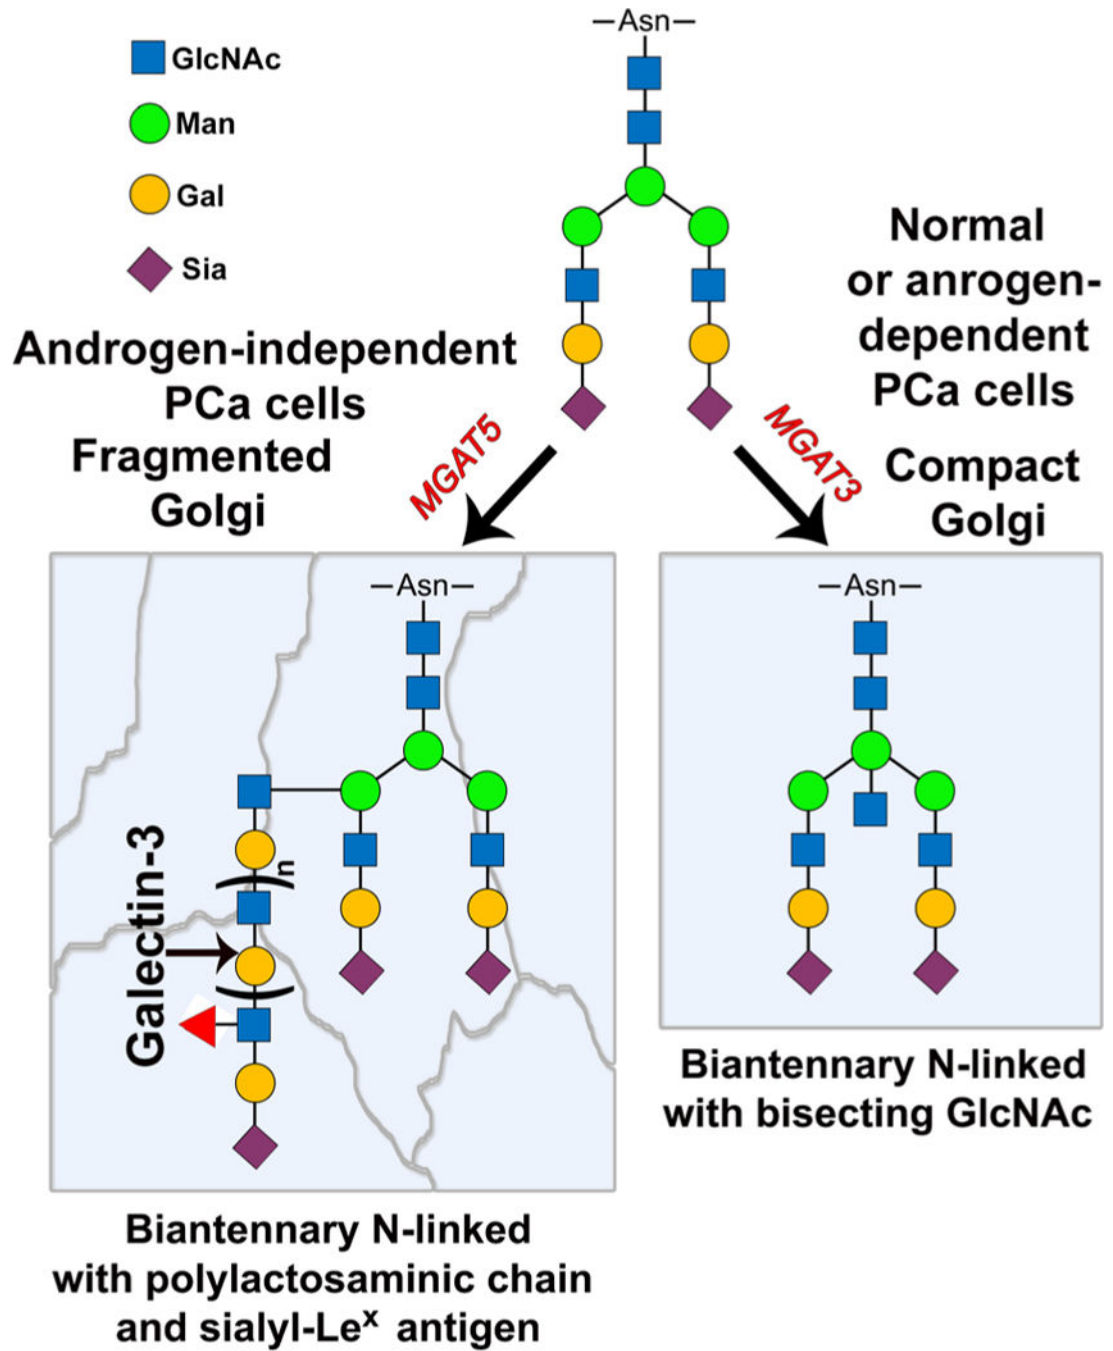 GlcNAc
Man
Gal
Sia
—Asn—
Normal
or anrogen-
dependent
PCa cells
Compact
Golgi
Androgen-independent
PCa cells
Fragmented
Golgi
MGAT5
MGAT3
—Asn—
n
Galectin-3
—Asn—
Biantennary N-linked
with bisecting GlcNAc
Biantennary N-linked
with polylactosaminic chain
and sialyl-Leˣ antigen